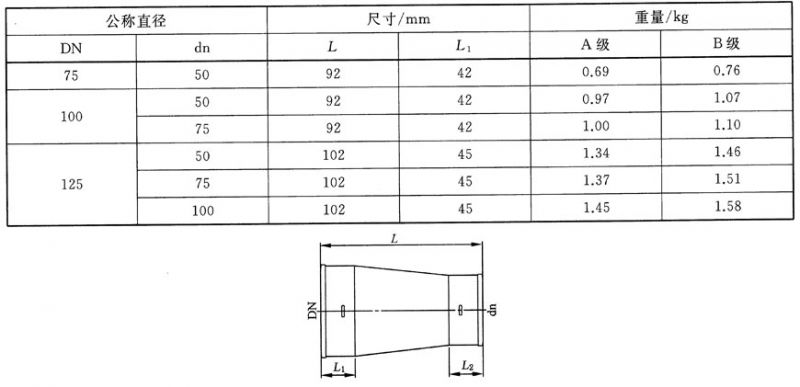 公称直径 尺寸/mm 重量/kg
DN dn L L₁ A 级 B 级
75 50 92 42 0.69 0.76
100 50 92 42 0.97 1.07
75 92 42 1.00 1.10
125 50 102 45 1.34 1.46
75 102 45 1.37 1.51
100 102 45 1.45 1.58
L
DN
dn
L₁ L₂